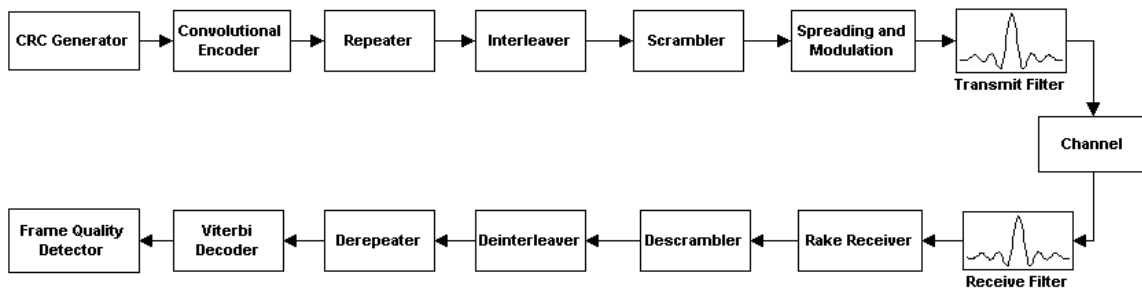 CRC Generator
Convolutional
Encoder
Repeater
Interleaver
Scrambler
Spreading and
Modulation
Transmit Filter
Channel
Frame Quality
Detector
Viterbi
Decoder
Derepeater
Deinterleaver
Descrambler
Rake Receiver
Receive Filter